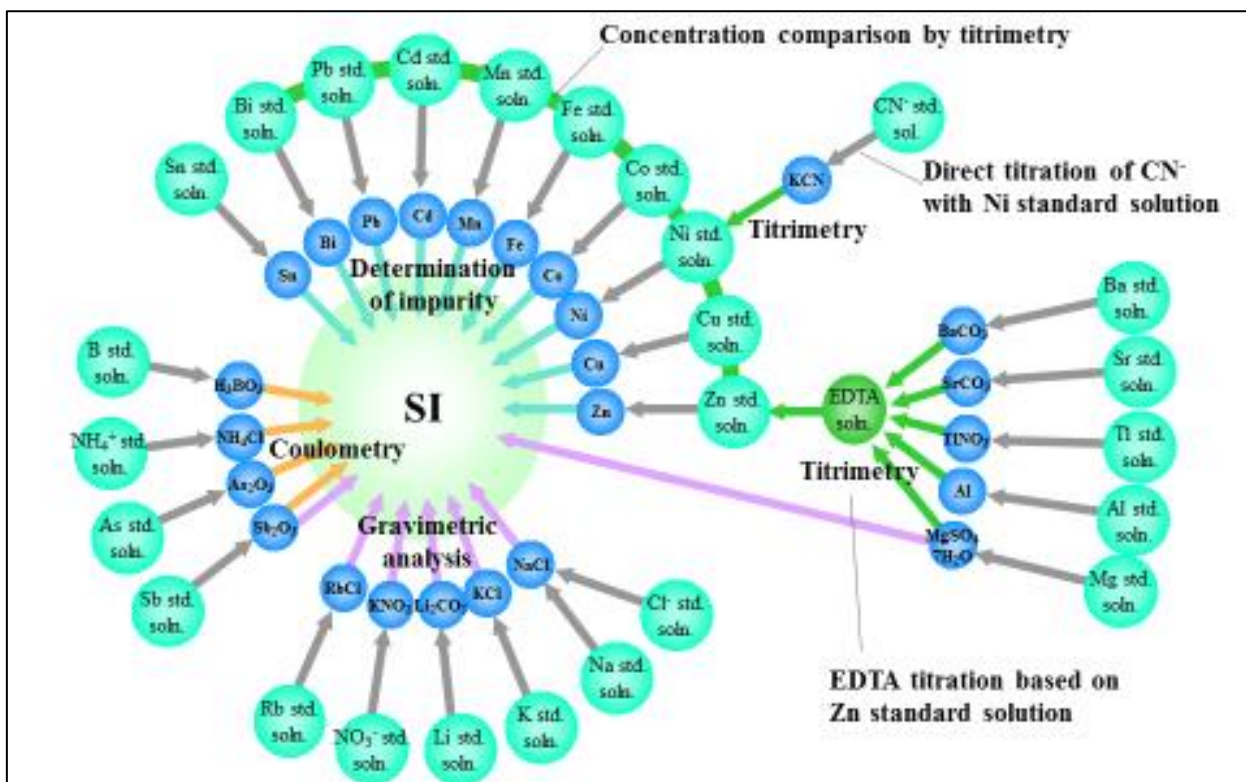 Concentration comparison by titrimetry
Cd std.
soln.
Pb std.
soln.
Mn std.
soln.
Bi std.
soln.
Fe std.
soln.
CN- std.
sol.
Sn std.
soln.
Co std.
soln.
Direct titration of CN-
with Ni standard solution
KCN
Titrimetry
Ni std.
soln.
Pb
Cd
Mn
Bi
Fe
Sn
Co
Ni
Determination
of impurity
Ba std.
soln.
Cu std.
soln.
BaCO3
B std.
soln.
Cu
Sr std.
soln.
H3BO3
SrCO3
SI
Zn
Zn std.
soln.
EDTA
soln.
NH4+ std.
soln.
NH4Cl
Coulometry
TlNO3
Tl std.
soln.
Titrimetry
As2O3
Al
Al std.
soln.
As std.
soln.
Sb2O3
Gravimetric
analysis
MgSO4
7H2O
NaCl
Mg std.
soln.
RbCl
KNO3
Li2CO3
KCl
Sb std.
soln.
Cl- std.
soln.
Na std.
soln.
EDTA titration based on
Zn standard solution
Rb std.
soln.
NO3- std.
soln.
Li std.
soln.
K std.
soln.